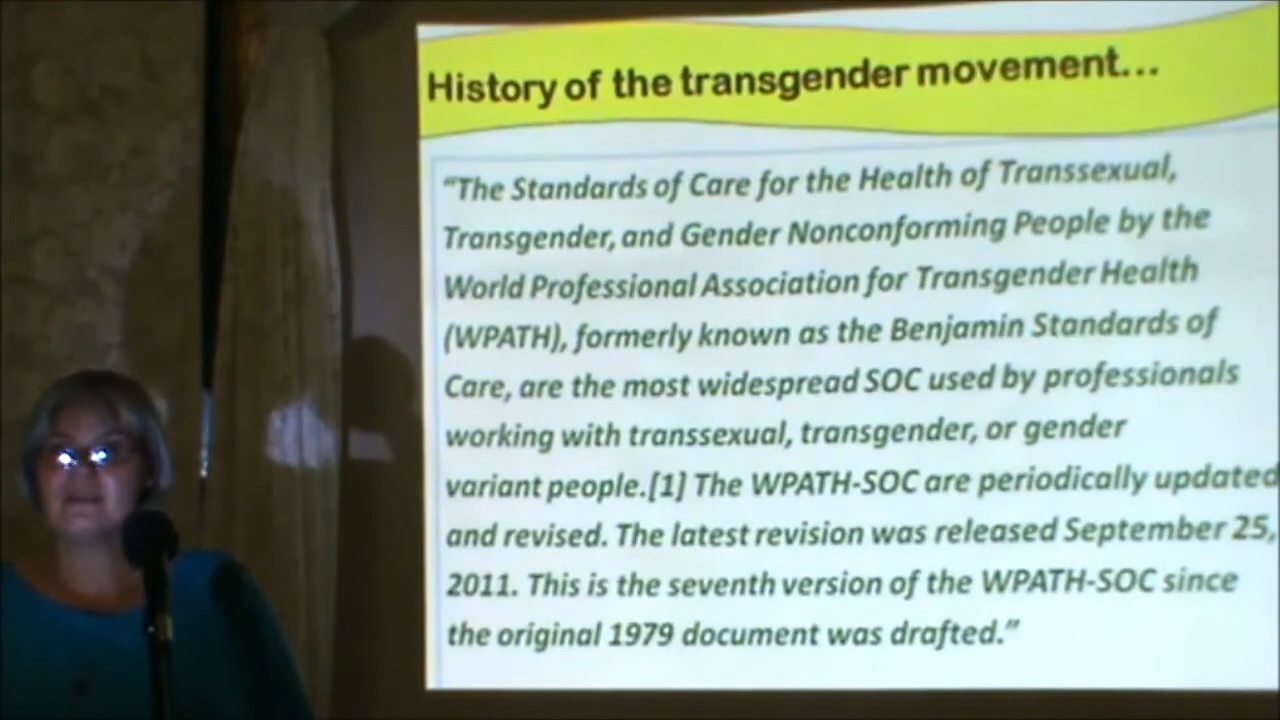 History of the transgender movement...
“The Standards of Care for the Health of Transsexual,
Transgender, and Gender Nonconforming People by the
World Professional Association for Transgender Health
(WPATH), formerly known as the Benjamin Standards of
Care, are the most widespread SOC used by professionals
working with transsexual, transgender, or gender
variant people.[1] The WPATH-SOC are periodically updated
and revised. The latest revision was released September 25,
2011. This is the seventh version of the WPATH-SOC since
the original 1979 document was drafted.”